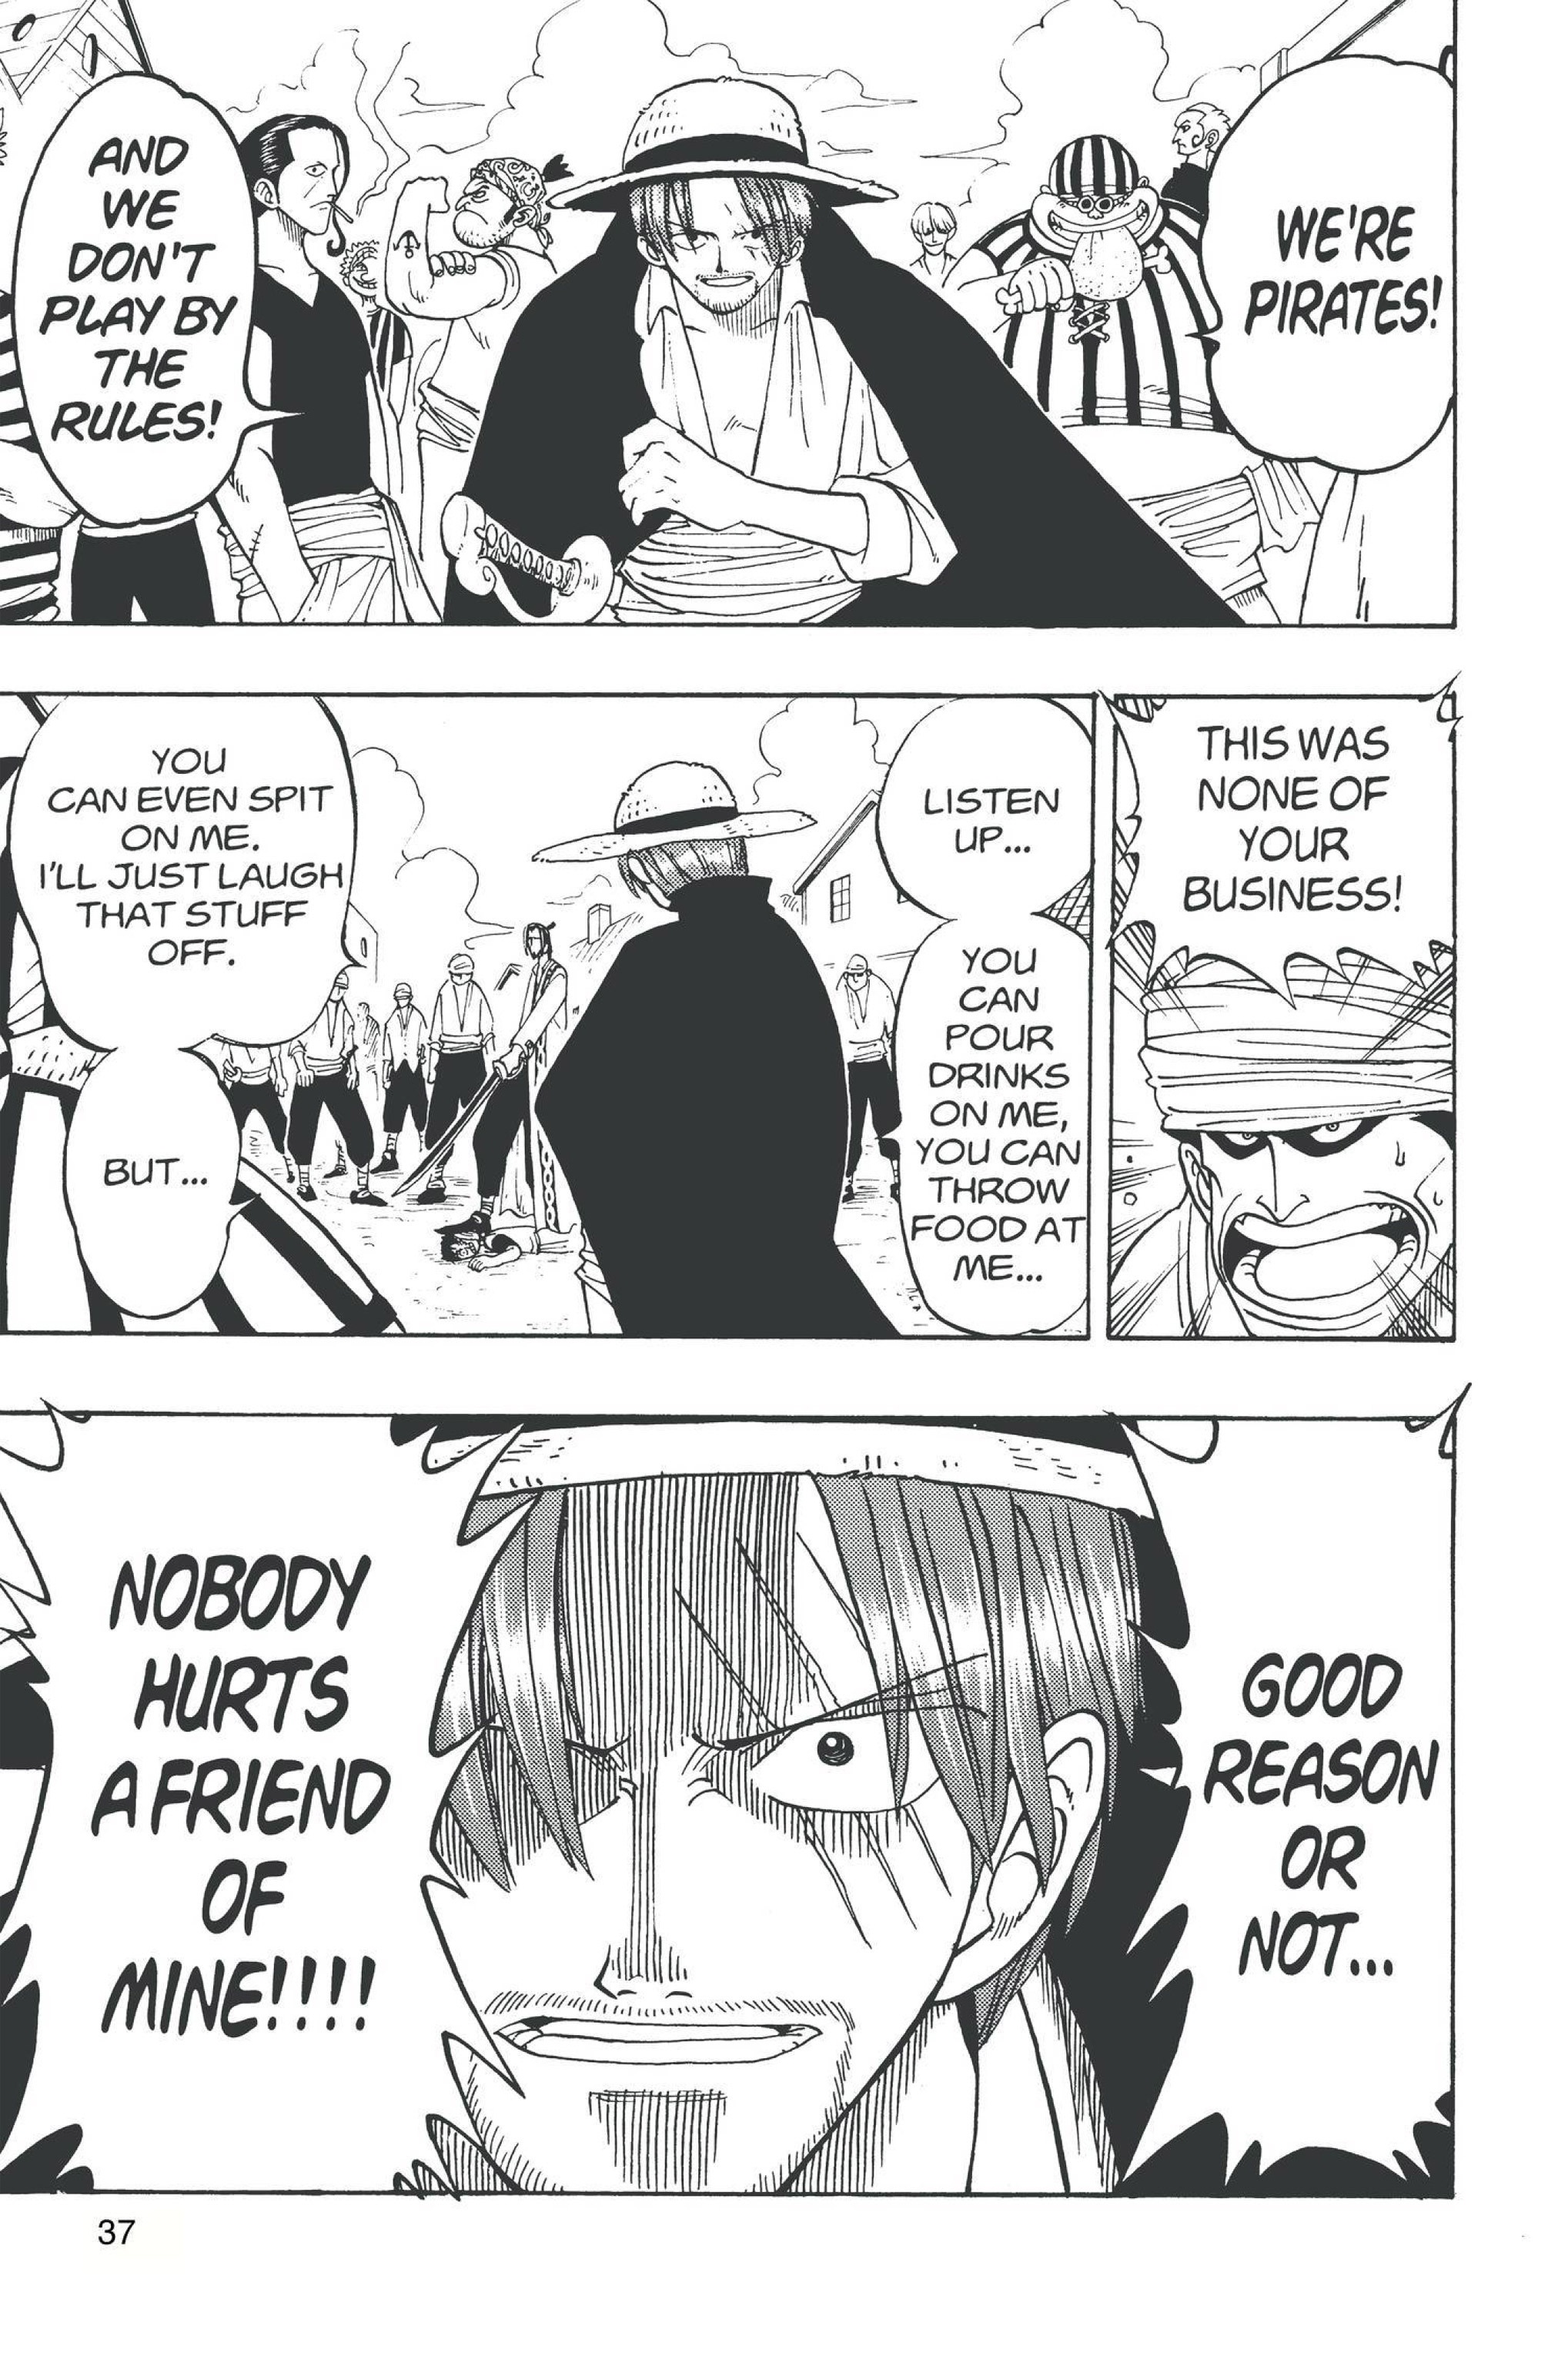 WE'RE
PIRATES!
AND
WE
DON'T
PLAY BY
THE
RULES!
THIS WAS
NONE OF
YOUR
BUSINESS!
LISTEN
UP...
YOU
CAN
POUR
DRINKS
ON ME,
YOU CAN
THROW
FOOD AT
ME...
YOU
CAN EVEN SPIT
ON ME.
I'LL JUST LAUGH
THAT STUFF
OFF.
BUT...
GOOD
REASON
OR
NOT...
NOBODY
HURTS
A FRIEND
OF
MINE!!!!
37